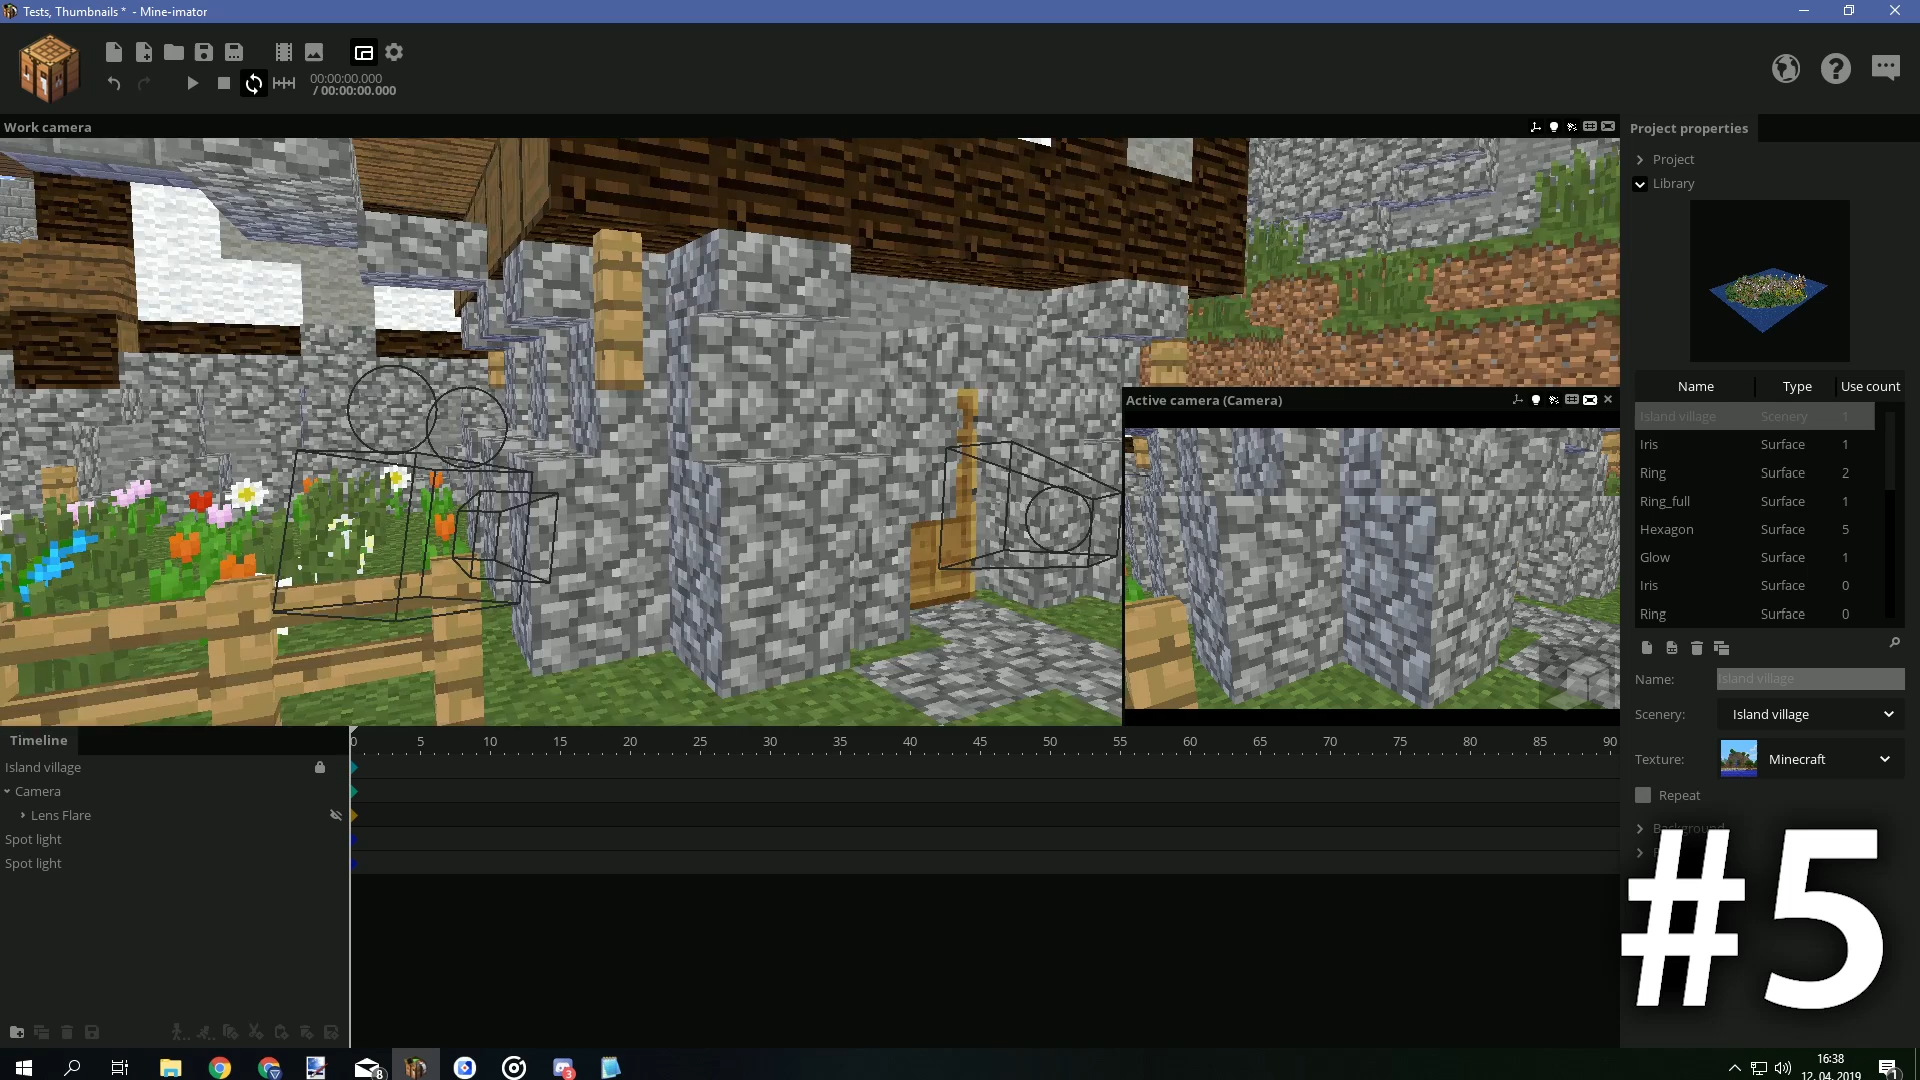 Tests, Thumbnails * - Mine-imator
00:00:00.000
/ 00:00:00.000
Work camera
Project properties
Project
Library
Active camera (Camera)
Name Type Use count
Island village Scenery 1
Iris Surface 1
Ring Surface 2
Ring_full Surface 1
Hexagon Surface 5
Glow Surface 1
Iris Surface 0
Ring Surface 0
Name: Island village
Scenery: Island village
Texture: Minecraft
Repeat
Background
#5
Timeline
0 5 10 15 20 25 30 35 40 45 50 55 60 65 70 75 80 85 90
Island village
Camera
Lens Flare
Spot light
Spot light
8
3
16:38
12. 04. 2019
1